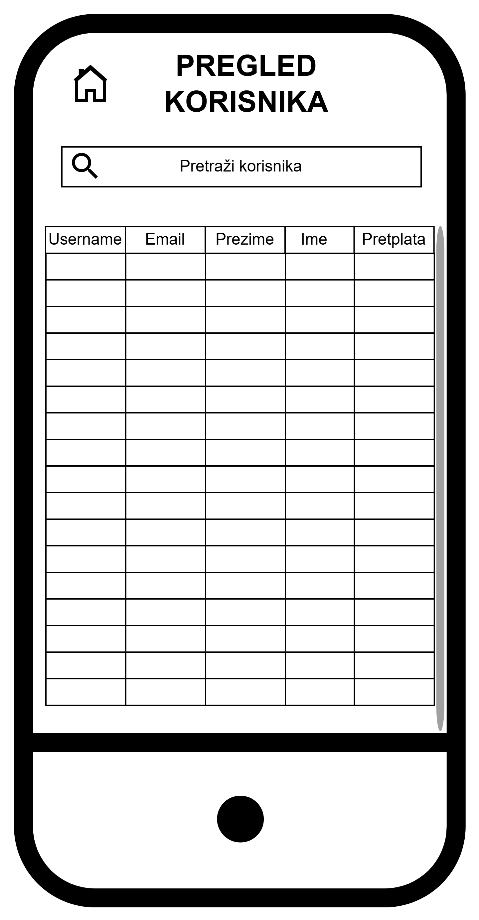 PREGLED
KORISNIKA
Pretraži korisnika
Username Email Prezime Ime Pretplata